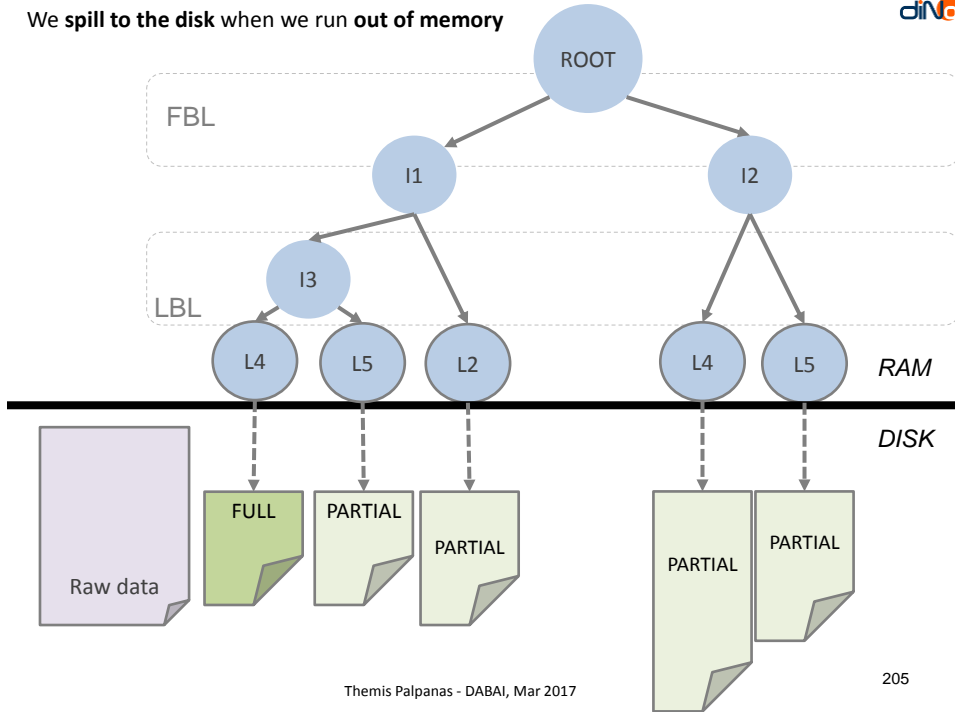 We spill to the disk when we run out of memory
ROOT
FBL
I1
I2
I3
LBL
L4
L5
L2
L4
L5
RAM
DISK
FULL
PARTIAL
PARTIAL
PARTIAL
PARTIAL
Raw data
Themis Palpanas - DABAI, Mar 2017
205